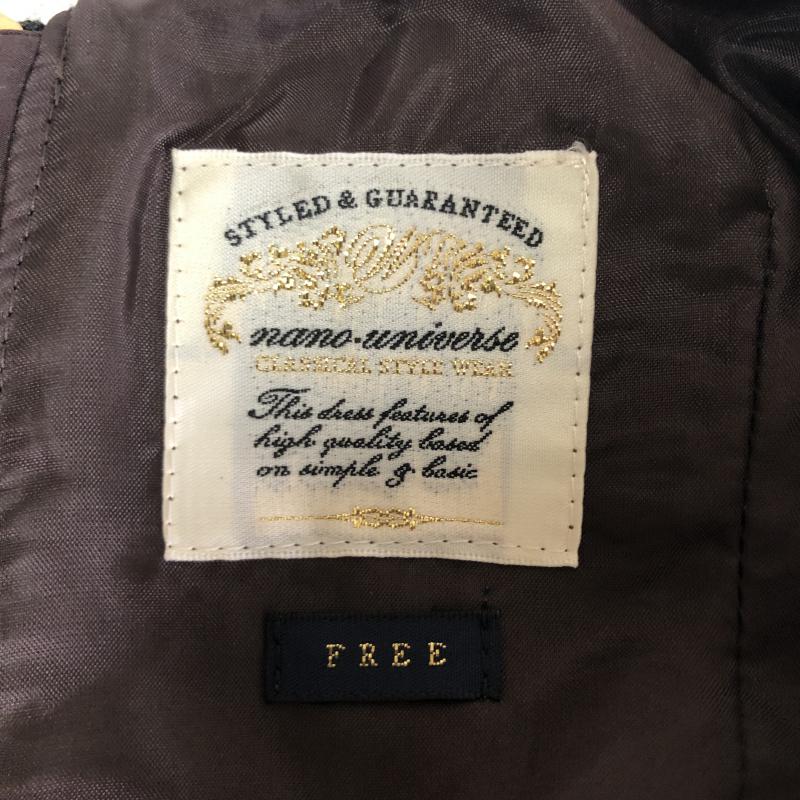 STYLED & GUARANTEED
N
nano·universe
CLASSICAL STYLE WEAR
This dress features of
high quality based
on simple & basic
FREE